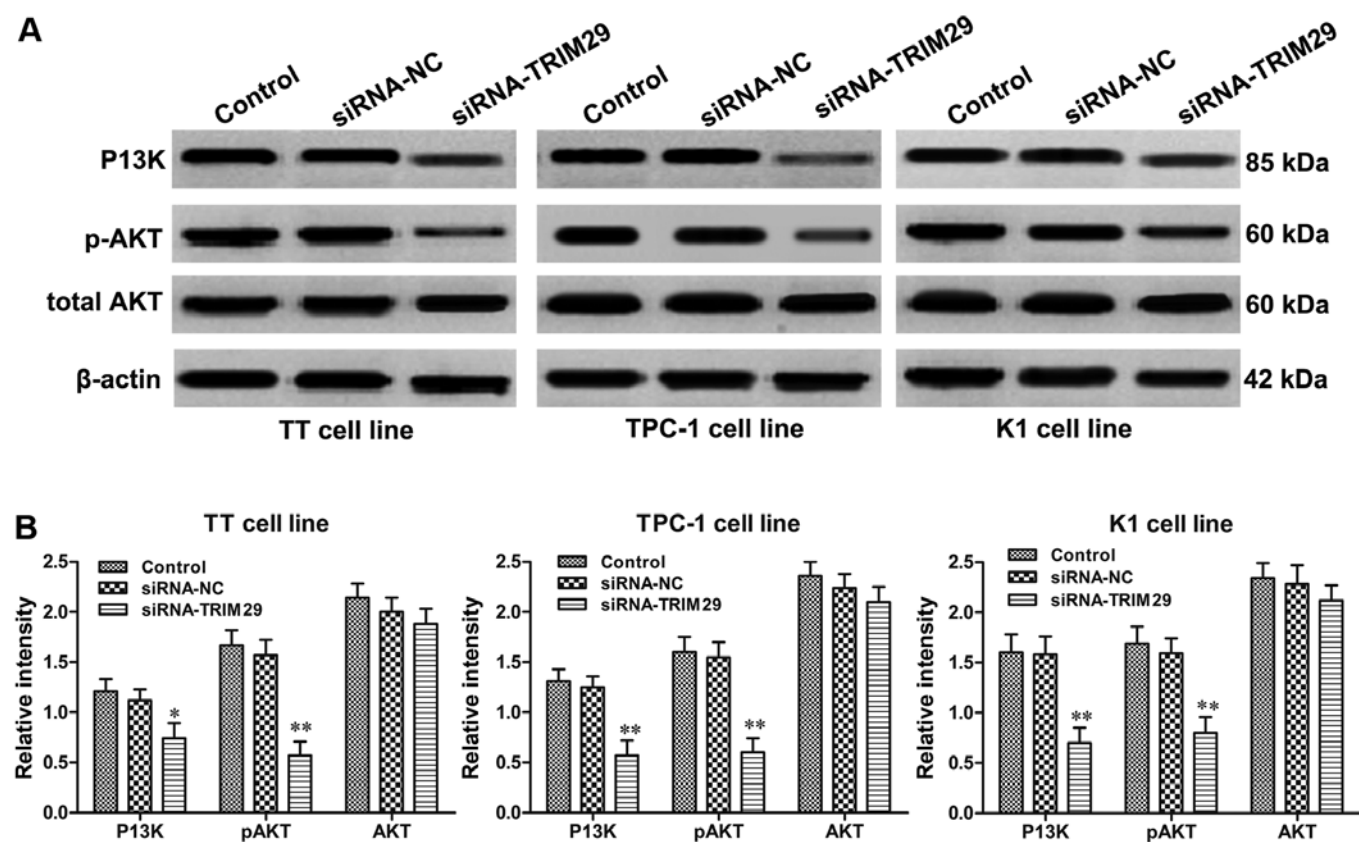 A
Control siRNA-NC siRNA-TRIM29 Control siRNA-NC siRNA-TRIM29 Control siRNA-NC siRNA-TRIM29
P13K 85 kDa
p-AKT 60 kDa
total AKT 60 kDa
β-actin 42 kDa
TT cell line TPC-1 cell line K1 cell line
B
TT cell line
Control
siRNA-NC
siRNA-TRIM29
Relative intensity
2.5
2.0
1.5
1.0
0.5
0.0
*
**
P13K pAKT AKT
TPC-1 cell line
Control
siRNA-NC
siRNA-TRIM29
Relative intensity
2.5
2.0
1.5
1.0
0.5
0.0
**
**
P13K pAKT AKT
K1 cell line
Control
siRNA-NC
siRNA-TRIM29
Relative intensity
2.5
2.0
1.5
1.0
0.5
0.0
**
**
P13K pAKT AKT